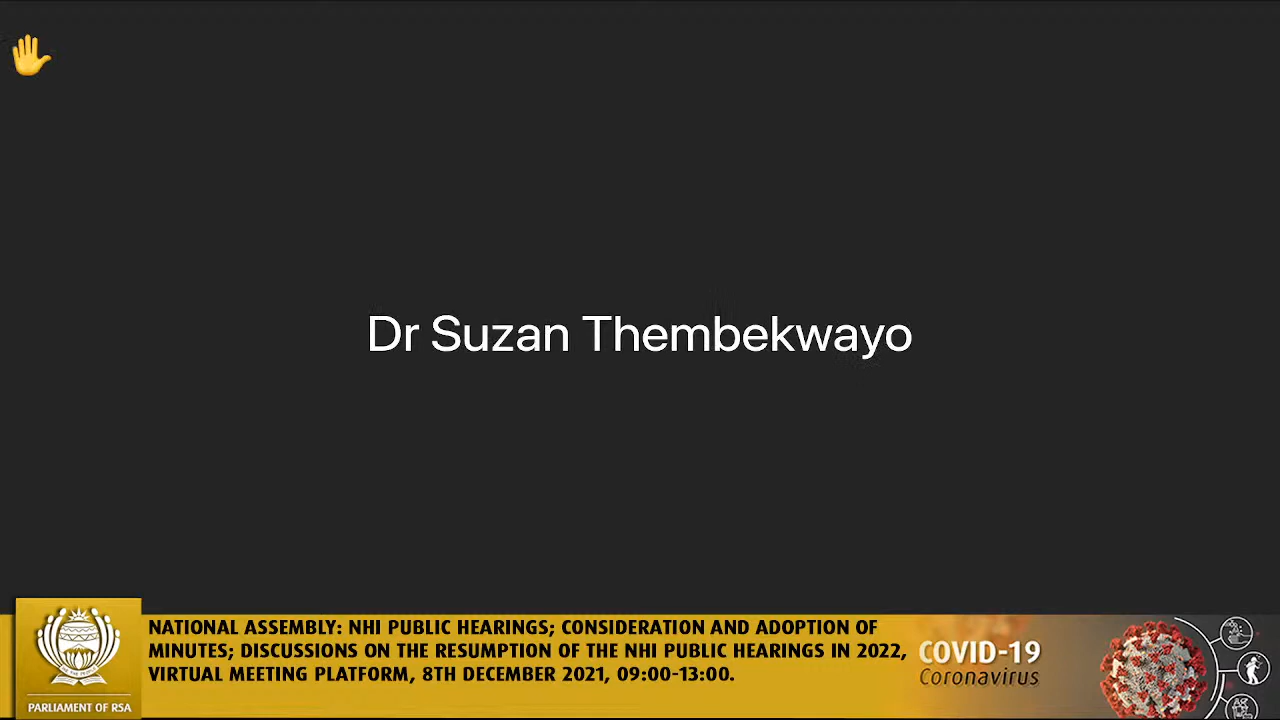 Dr Suzan Thembekwayo
NATIONAL ASSEMBLY: NHI PUBLIC HEARINGS; CONSIDERATION AND ADOPTION OF
MINUTES; DISCUSSIONS ON THE RESUMPTION OF THE NHI PUBLIC HEARINGS IN 2022,
VIRTUAL MEETING PLATFORM, 8TH DECEMBER 2021, 09:00-13:00.
COVID-19
Coronavirus
PARLIAMENT OF RSA